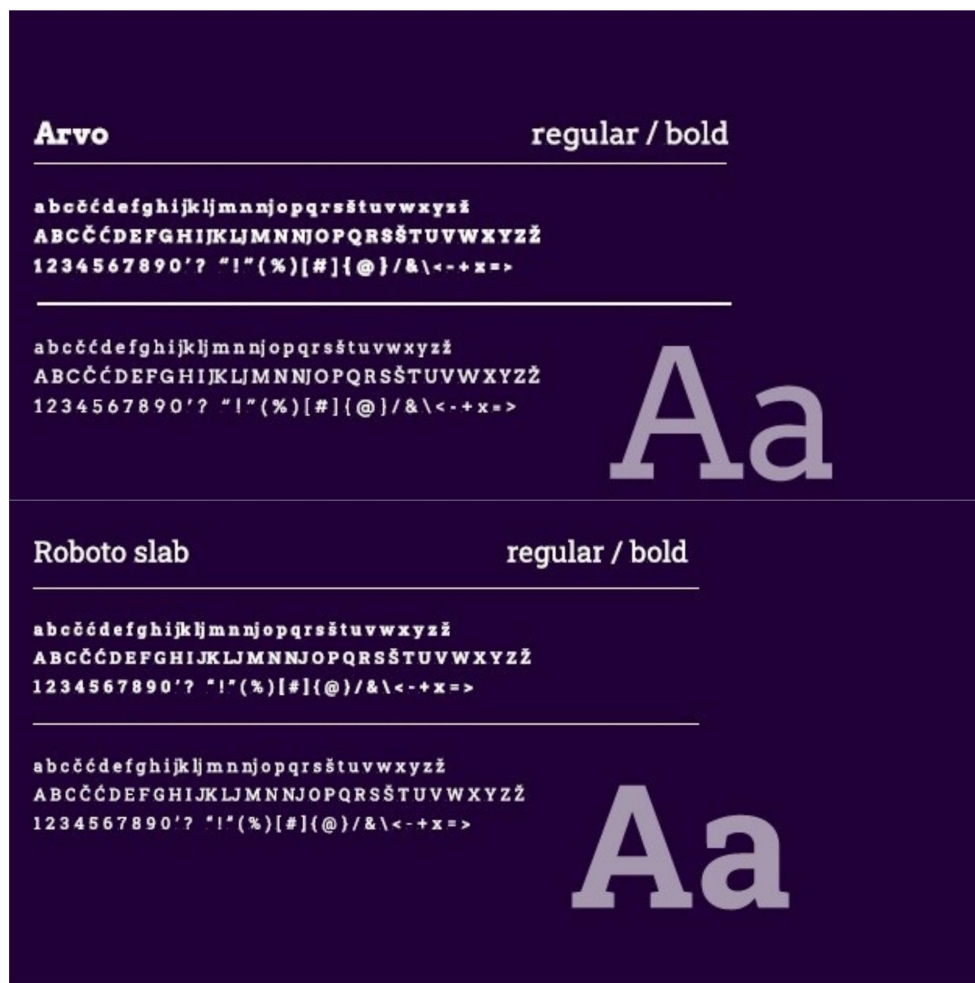 Arvo
regular / bold
abcčćdefghijkljmnnjopqrsštuvwxyzž
ABCČĆDEFGHIJKLJMNNJOPQRSŠTUVWXYZŽ
1234567890'? “!”(%)[#]{@}/&\<-+x=>
abcčćdefghijkljmnnjopqrsštuvwxyzž
ABCČĆDEFGHIJKLJMNNJOPQRSŠTUVWXYZŽ
1234567890'? “!”(%)[#]{@}/&\<-+x=>
Aa
Roboto slab
regular / bold
abcčćdefghijkljmnnjopqrsštuvwxyzž
ABCČĆDEFGHIJKLJMNNJOPQRSŠTUVWXYZŽ
1234567890'? “!”(%)[#]{@}/&\<-+x=>
abcčćdefghijkljmnnjopqrsštuvwxyzž
ABCČĆDEFGHIJKLJMNNJOPQRSŠTUVWXYZŽ
1234567890'? “!”(%)[#]{@}/&\<-+x=>
Aa